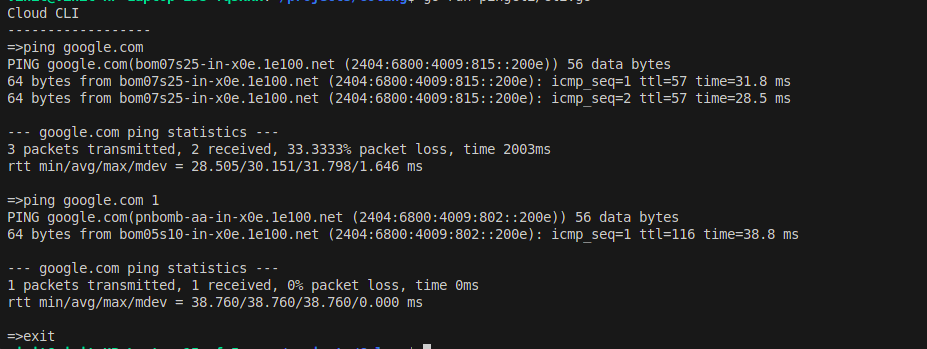 Cloud CLI
------------------
=>ping google.com
PING google.com(bom07s25-in-x0e.1e100.net (2404:6800:4009:815::200e)) 56 data bytes
64 bytes from bom07s25-in-x0e.1e100.net (2404:6800:4009:815::200e): icmp_seq=1 ttl=57 time=31.8 ms
64 bytes from bom07s25-in-x0e.1e100.net (2404:6800:4009:815::200e): icmp_seq=2 ttl=57 time=28.5 ms
--- google.com ping statistics ---
3 packets transmitted, 2 received, 33.3333% packet loss, time 2003ms
rtt min/avg/max/mdev = 28.505/30.151/31.798/1.646 ms
=>ping google.com 1
PING google.com(pnbomb-aa-in-x0e.1e100.net (2404:6800:4009:802::200e)) 56 data bytes
64 bytes from bom05s10-in-x0e.1e100.net (2404:6800:4009:802::200e): icmp_seq=1 ttl=116 time=38.8 ms
--- google.com ping statistics ---
1 packets transmitted, 1 received, 0% packet loss, time 0ms
rtt min/avg/max/mdev = 38.760/38.760/38.760/0.000 ms
=>exit